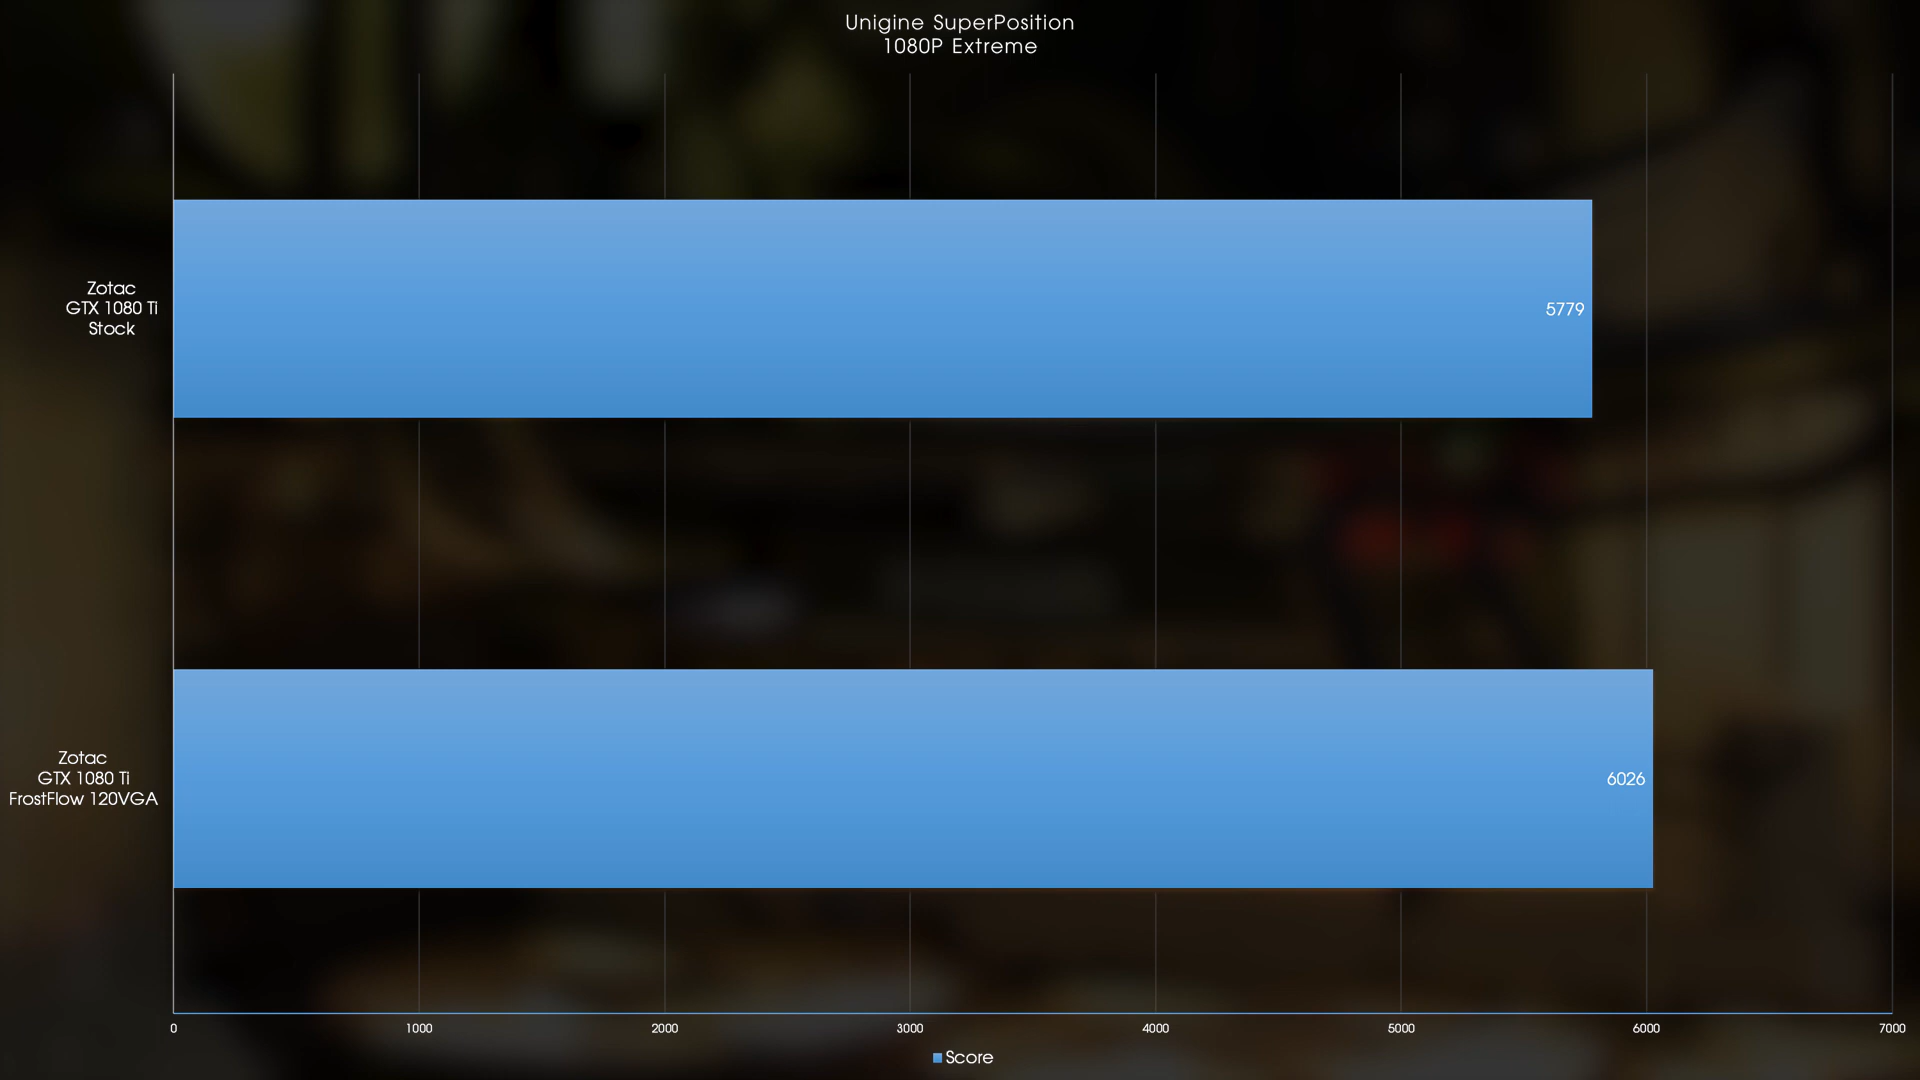 Unigine SuperPosition
1080P Extreme
Zotac
GTX 1080 Ti
Stock
5779
Zotac
GTX 1080 Ti
FrostFlow 120VGA
6026
0 1000 2000 3000 4000 5000 6000 7000
Score